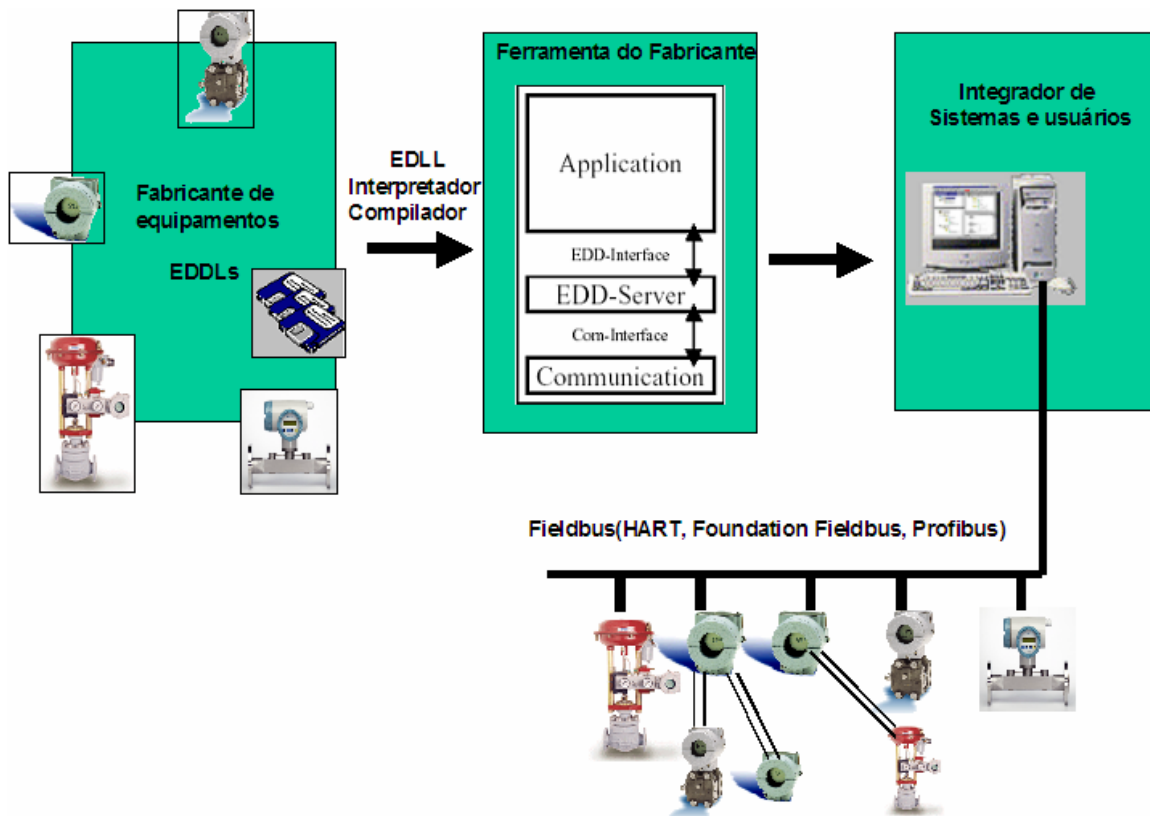 Fabricante de
equipamentos
EDDLs
EDLL
Interpretador
Compilador
Ferramenta do Fabricante
Application
EDD-Interface
EDD-Server
Com-Interface
Communication
Integrador de
Sistemas e usuários
Fieldbus(HART, Foundation Fieldbus, Profibus)